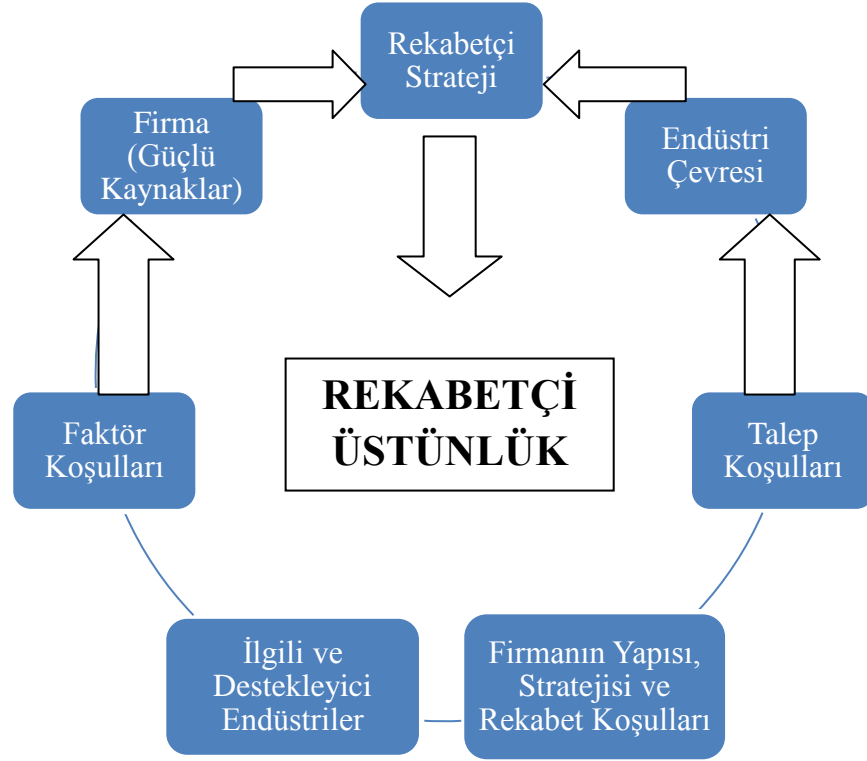 Rekabetçi
Strateji
Firma
(Güçlü
Kaynaklar)
Endüstri
Çevresi
REKABETÇİ
ÜSTÜNLÜK
Faktör
Koşulları
Talep
Koşulları
İlgili ve
Destekleyici
Endüstriler
Firmanın Yapısı,
Stratejisi ve
Rekabet Koşulları